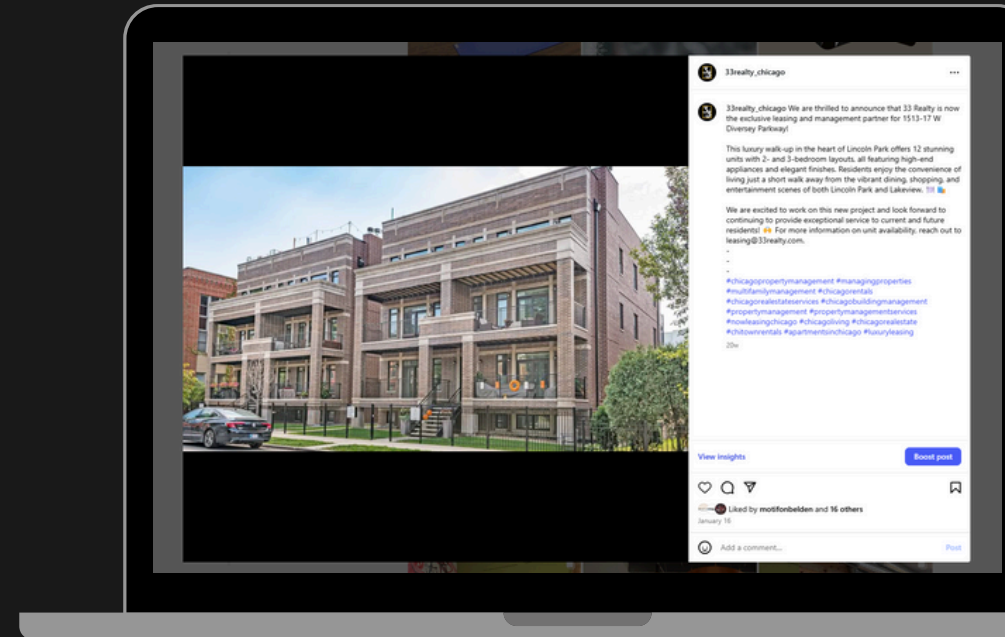 33realty_chicago
33realty_chicago We are thrilled to announce that 33 Realty is now
the exclusive leasing and management partner for 1513-17 W
Diversey Parkway!
This luxury walk-up in the heart of Lincoln Park offers 12 stunning
units with 2- and 3-bedroom layouts, all featuring high-end
appliances and elegant finishes. Residents enjoy the convenience of
living just a short walk away from the vibrant dining, shopping, and
entertainment scenes of both Lincoln Park and Lakeview. 🍽️ 🛍️
We are excited to work on this new project and look forward to
continuing to provide exceptional service to current and future
residents! 🙌 For more information on unit availability, reach out to
leasing@33realty.com.
-
-
-
#chicagopropertymanagement #managingproperties
#multifamilymanagement #chicagorentals
#chicagorealestateservices #chicagobuildingmanagement
#propertymanagement #propertymanagementservices
#nowleasingchicago #chicagoliving #chicagorealestate
#chitownrentals #apartmentsinchicago #luxuryleasing
20w
View insights
Boost post
Liked by motifonbelden and 16 others
January 16
Add a comment...
Post